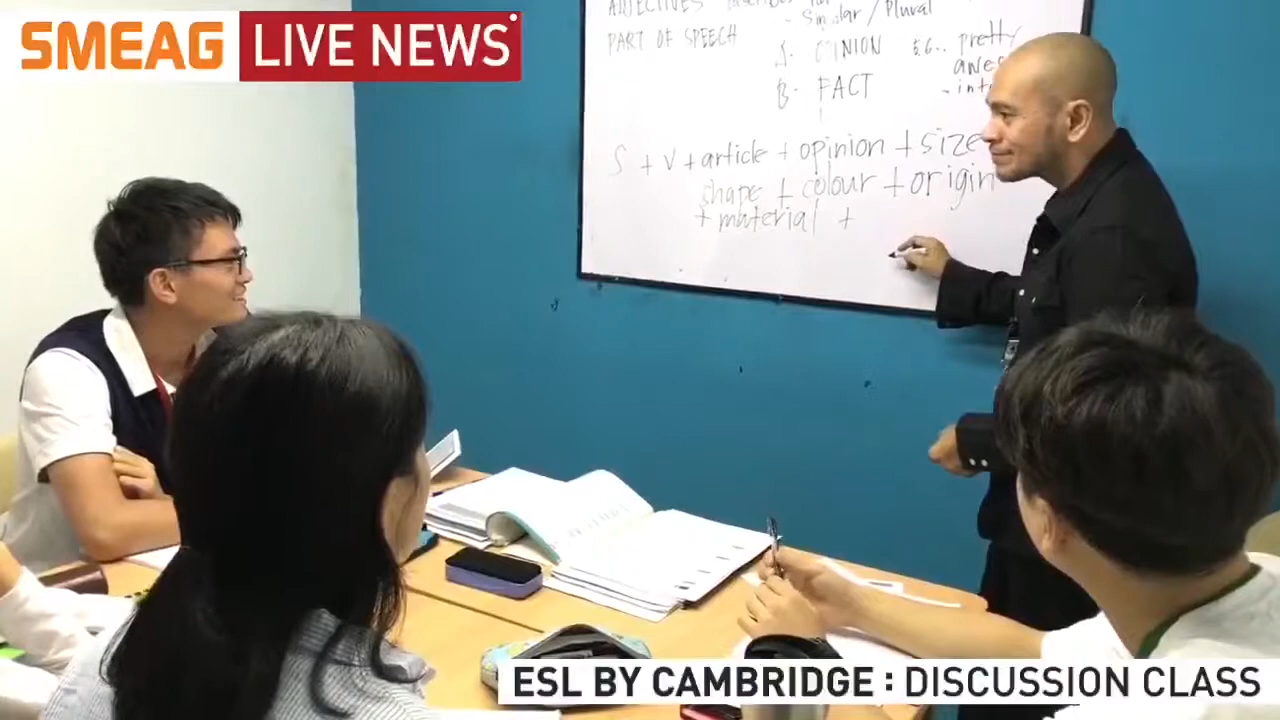 SMEAG LIVE NEWS
ADJECTIVES
- Singular / Plural
PART OF SPEECH
A. OPINION E.G.. pretty
B. FACT
S + V + article + opinion + size
shape + colour + origin
+ material +
ESL BY CAMBRIDGE : DISCUSSION CLASS